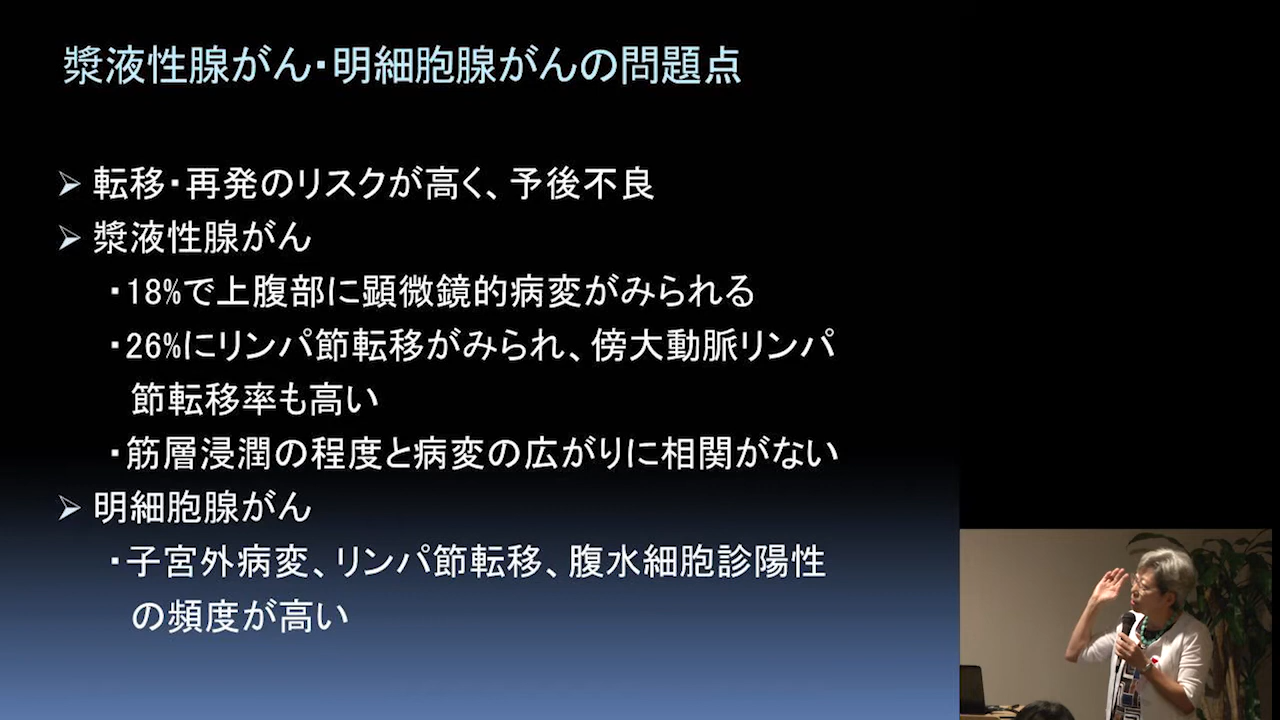 漿液性腺がん・明細胞腺がんの問題点
➢ 転移・再発のリスクが高く、予後不良
➢ 漿液性腺がん
・18%で上腹部に顕微鏡的病変がみられる
・26%にリンパ節転移がみられ、傍大動脈リンパ
節転移率も高い
・筋層浸潤の程度と病変の広がりに相関がない
➢ 明細胞腺がん
・子宮外病変、リンパ節転移、腹水細胞診陽性
の頻度が高い